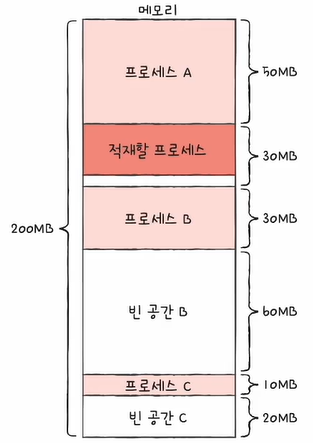 메모리
프로세스 A
50MB
적재할 프로세스
30MB
200MB
프로세스 B
30MB
빈 공간 B
60MB
프로세스 C
10MB
빈 공간 C
20MB